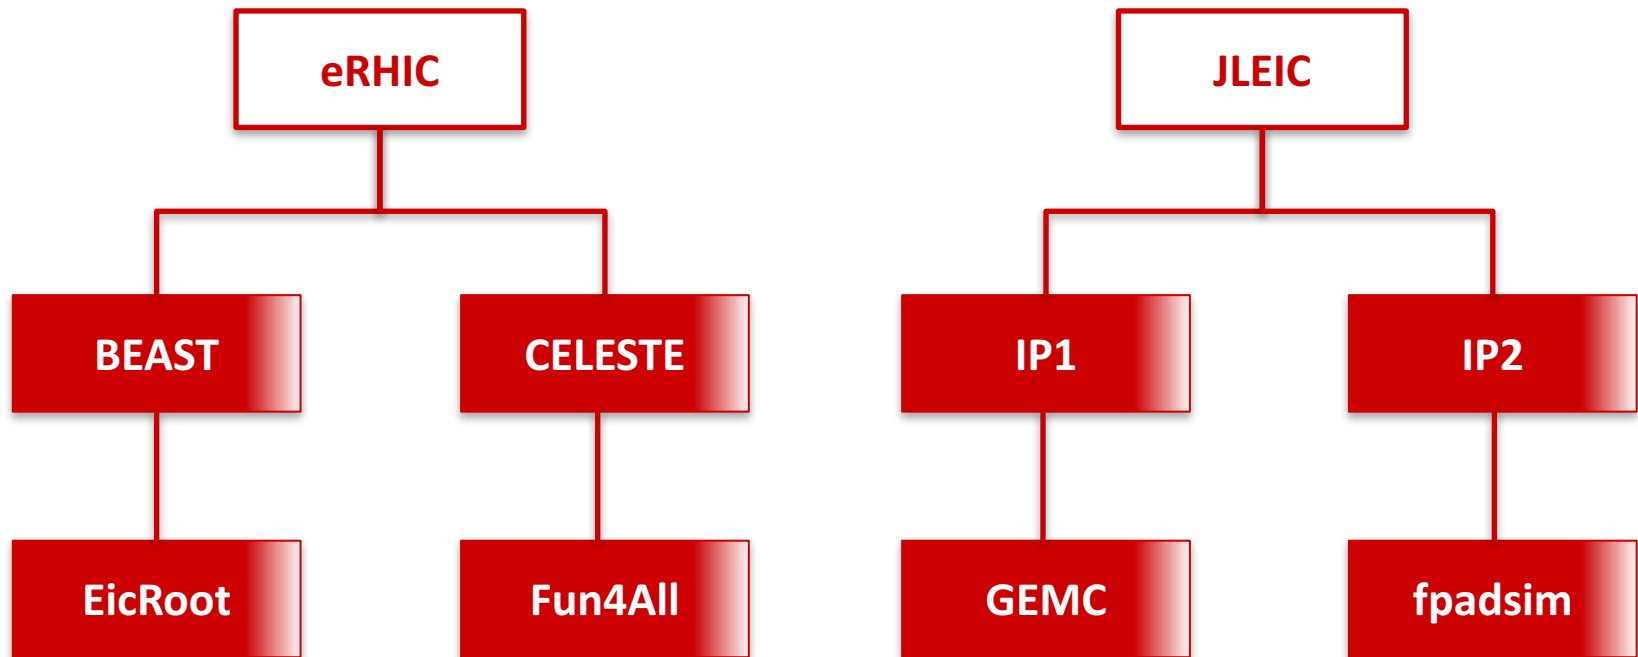 eRHIC
JLEIC
BEAST
CELESTE
IP1
IP2
EicRoot
Fun4All
GEMC
fpadsim